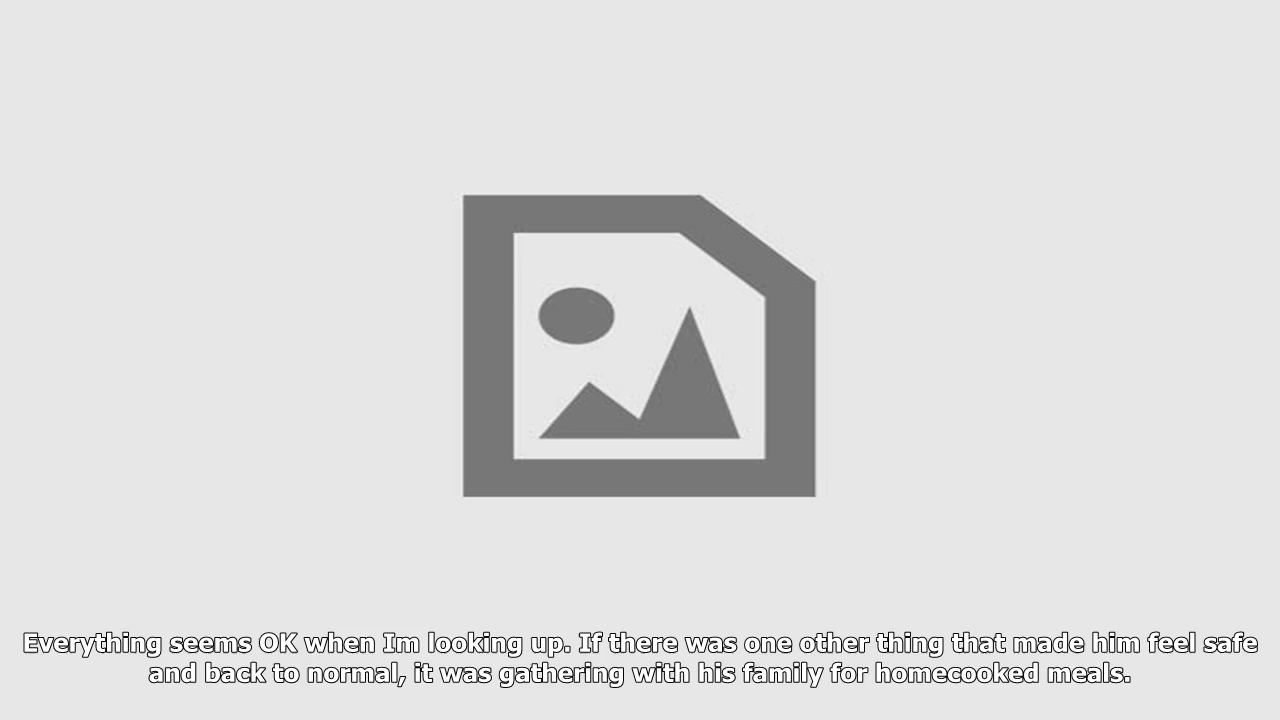 Everything seems OK when Im looking up. If there was one other thing that made him feel safe
and back to normal, it was gathering with his family for homecooked meals.